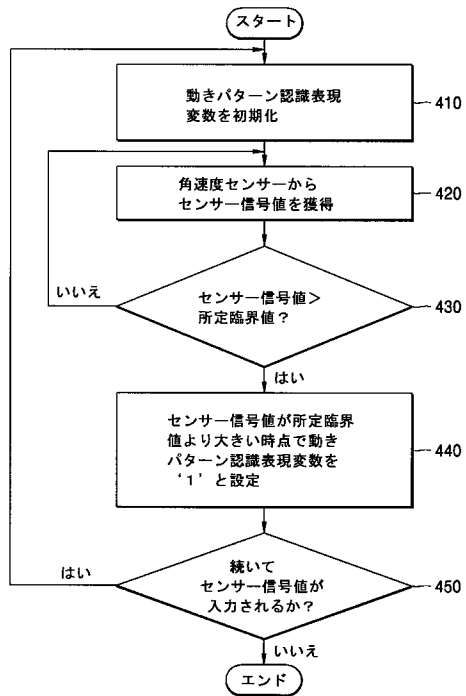 スタート
動きパターン認識表現
変数を初期化
410
角速度センサーから
センサー信号値を獲得
420
いいえ
センサー信号値＞
所定臨界値？
430
はい
センサー信号値が所定臨界
値より大きい時点で動き
パターン認識表現変数を
‘１’と設定
440
はい
続いて
センサー信号値が
入力されるか？
450
いいえ
エンド